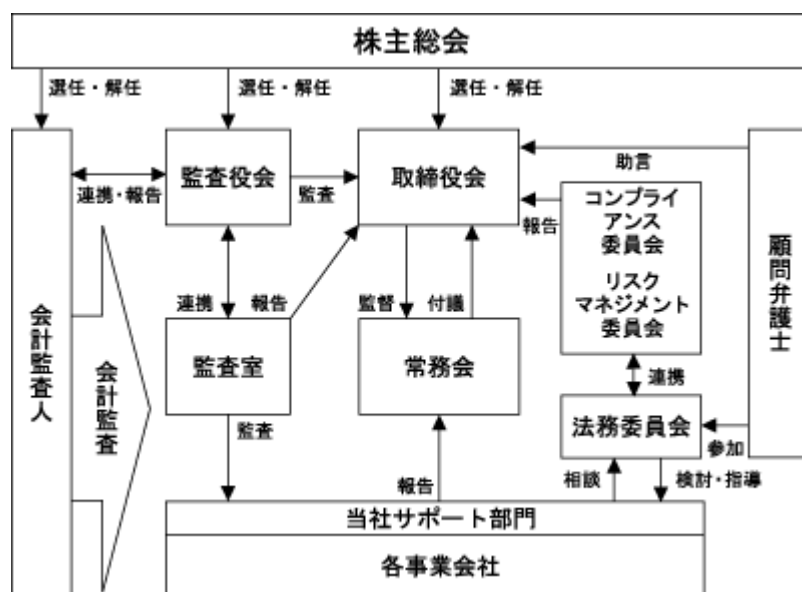 株主総会
選任・解任
選任・解任
選任・解任
会計監査人
連携・報告
監査役会
監査
取締役会
助言
報告
コンプライ
アンス
委員会
リスク
マネジメント
委員会
顧問弁護士
会計監査
連携
報告
監督
付議
監査室
常務会
連携
法務委員会
参加
監査
報告
相談
検討・指導
当社サポート部門
各事業会社